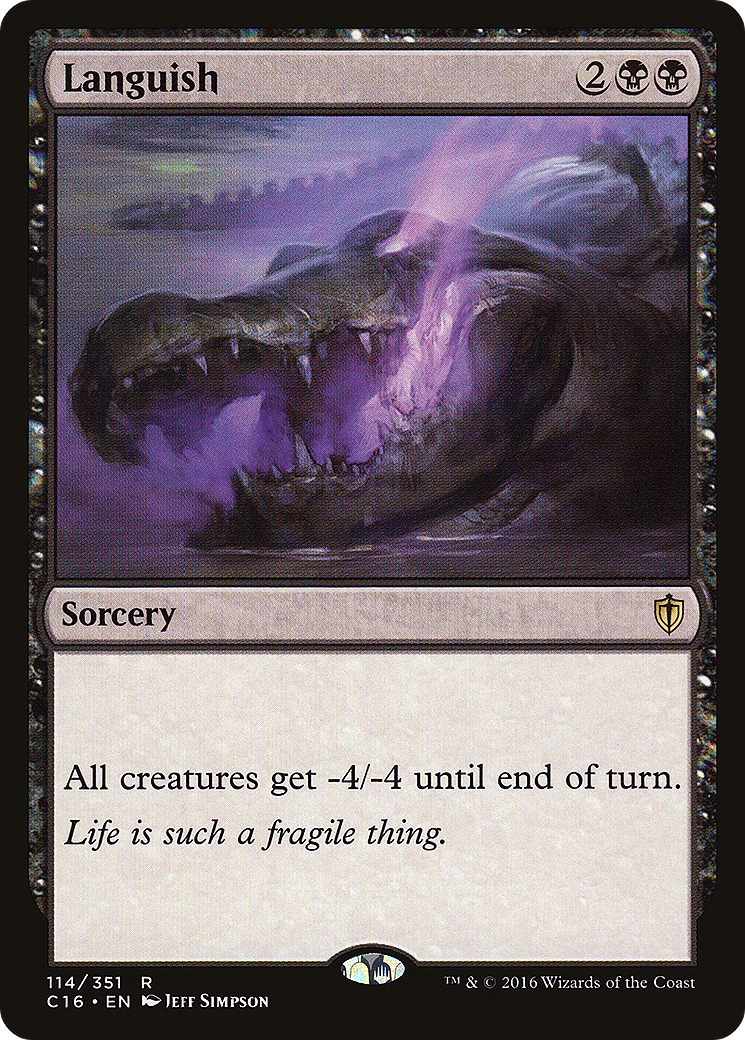 Languish 2
Sorcery
All creatures get -4/-4 until end of turn.
Life is such a fragile thing.
114/351 R
™ & © 2016 Wizards of the Coast
C16 • EN Jeff Simpson